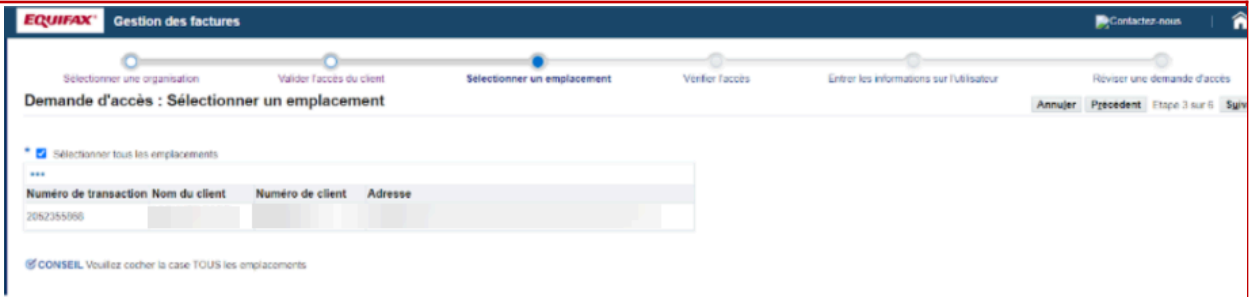 EQUIFAX Gestion des factures Contactez-nous
Sélectionner une organisation Valider l'accès du client Sélectionner un emplacement Vérifier l'accès Entrer les informations sur l'utilisateur Réviser une demande d'accès
Demande d'accès : Sélectionner un emplacement Annuler Précédent Etape 3 sur 6 Suiv
* Sélectionner tous les emplacements
Numéro de transaction Nom du client Numéro de client Adresse
CONSEIL Veuillez cocher la case TOUS les emplacements